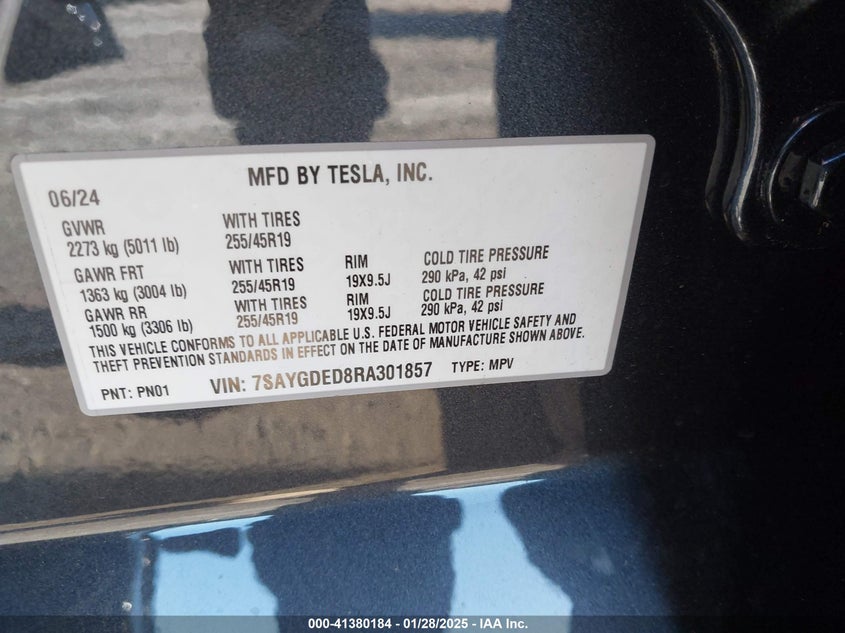 MFD BY TESLA, INC.
06/24
GVWR
2273 kg (5011 lb)
WITH TIRES
255/45R19
GAWR FRT
1363 kg (3004 lb)
WITH TIRES
255/45R19
RIM
19X9.5J
COLD TIRE PRESSURE
290 kPa, 42 psi
GAWR RR
1500 kg (3306 lb)
WITH TIRES
255/45R19
RIM
19X9.5J
COLD TIRE PRESSURE
290 kPa, 42 psi
THIS VEHICLE CONFORMS TO ALL APPLICABLE U.S. FEDERAL MOTOR VEHICLE SAFETY AND
THEFT PREVENTION STANDARDS IN EFFECT ON THE DATE OF MANUFACTURE SHOWN ABOVE.
PNT: PN01 VIN: 7SAYGDED8RA301857 TYPE: MPV
000-41380184 | 01/28/2025 - IAA Inc.